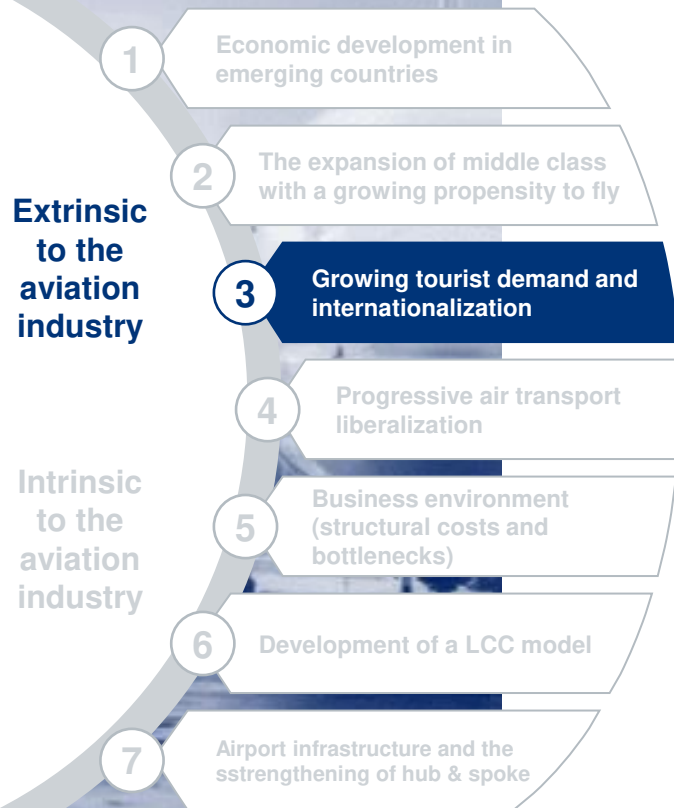 1
Economic development in
emerging countries
2
The expansion of middle class
with a growing propensity to fly
Extrinsic
to the
aviation
industry
3
Growing tourist demand and
internationalization
4
Progressive air transport
liberalization
Intrinsic
to the
aviation
industry
5
Business environment
(structural costs and
bottlenecks)
6
Development of a LCC model
7
Airport infrastructure and the
sstrengthening of hub & spoke